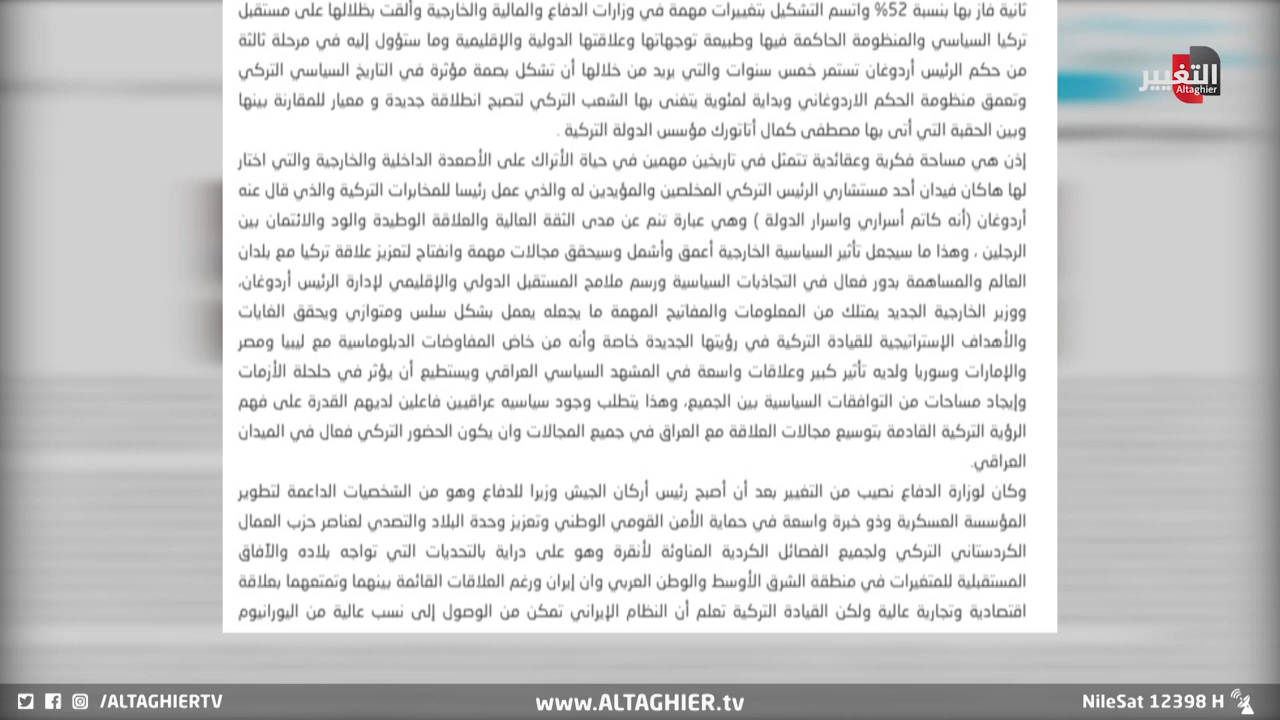 ثانية فاز بها بنسبة 52% واتسم التشكيل بتغييرات مهمة في وزارات الدفاع والمالية والخارجية وألقت بظلالها على مستقبل
تركيا السياسي والمنظومة الحاكمة فيها وطبيعة توجهاتها وعلاقتها الدولية والإقليمية وما ستؤول إليه في مرحلة ثالثة
من حكم الرئيس أردوغان تستمر خمس سنوات والتي يريد من خلالها أن تشكل بصمة مؤثرة في التاريخ السياسي التركي
وتعمق منظومة الحكم الاردوغاني وبداية لمئوية يتغنى بها الشعب التركي لتصبح انطلاقة جديدة و معيار للمقارنة بينها
وبين الحقبة التي أتى بها مصطفى كمال أتاتورك مؤسس الدولة التركية .
إذن هي مساحة فكرية وعقائدية تتمثل في تاريخين مهمين في حياة الأتراك على الأصعدة الداخلية والخارجية والتي اختار
لها هاكان فيدان أحد مستشاري الرئيس التركي المخلصين والمؤيدين له والذي عمل رئيسا للمخابرات التركية والذي قال عنه
أردوغان (أنه كاتم أسراري واسرار الدولة ) وهي عبارة تنم عن مدى الثقة العالية والعلاقة الوطيدة والود والائتمان بين
الرجلين ، وهذا ما سيجعل تأثير السياسية الخارجية أعمق وأشمل وسيحقق مجالات مهمة وانفتاح لتعزيز علاقة تركيا مع بلدان
العالم والمساهمة بدور فعال في التجاذبات السياسية ورسم ملامح المستقبل الدولي والإقليمي لإدارة الرئيس أردوغان،
ووزير الخارجية الجديد يمتلك من المعلومات والمفاتيح المهمة ما يجعله يعمل بشكل سلس ومتوازي ويحقق الغايات
والأهداف الإستراتيجية للقيادة التركية في رؤيتها الجديدة خاصة وأنه من خاض المفاوضات الدبلوماسية مع ليبيا ومصر
والإمارات وسوريا ولديه تأثير كبير وعلاقات واسعة في المشهد السياسي العراقي ويستطيع أن يؤثر في حلحلة الأزمات
وإيجاد مساحات من التوافقات السياسية بين الجميع، وهذا يتطلب وجود سياسيه عراقيين فاعلين لديهم القدرة على فهم
الرؤية التركية القادمة بتوسيع مجالات العلاقة مع العراق في جميع المجالات وان يكون الحضور التركي فعال في الميدان
العراقي.
وكان لوزارة الدفاع نصيب من التغيير بعد أن أصبح رئيس أركان الجيش وزيرا للدفاع وهو من الشخصيات الداعمة لتطوير
المؤسسة العسكرية وذو خبرة واسعة في حماية الأمن القومي الوطني وتعزيز وحدة البلاد والتصدي لعناصر حزب العمال
الكردستاني التركي ولجميع الفصائل الكردية المناوئة لأنقرة وهو على دراية بالتحديات التي تواجه بلاده والآفاق
المستقبلية للمتغيرات في منطقة الشرق الأوسط والوطن العربي وان إيران ورغم العلاقات القائمة بينهما وتمتعهما بعلاقة
اقتصادية وتجارية عالية ولكن القيادة التركية تعلم أن النظام الإيراني تمكن من الوصول إلى نسب عالية من اليورانيوم
التغيير
Altaghier
/ALTAGHIERTV
www.ALTAGHIER.tv
NileSat 12398 H